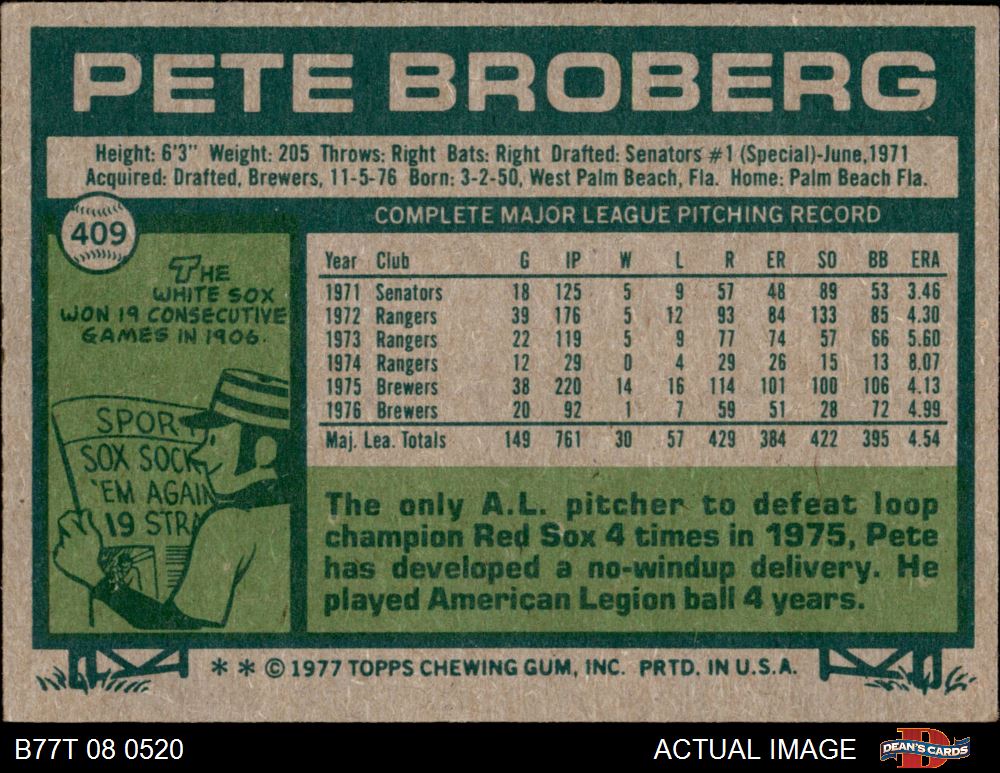 PETE BROBERG
Height: 6'3" Weight: 205 Throws: Right Bats: Right Drafted: Senators #1 (Special)-June,1971
Acquired: Drafted, Brewers, 11-5-76 Born: 3-2-50, West Palm Beach, Fla. Home: Palm Beach Fla.
409
THE
WHITE SOX
WON 19 CONSECUTIVE
GAMES IN 1906.
SPOR
SOX SOCK
'EM AGAIN
19 STRA
COMPLETE MAJOR LEAGUE PITCHING RECORD
Year Club G IP W L R ER SO BB ERA
1971 Senators 18 125 5 9 57 48 89 53 3.46
1972 Rangers 39 176 5 12 93 84 133 85 4.30
1973 Rangers 22 119 5 9 77 74 57 66 5.60
1974 Rangers 12 29 0 4 29 26 15 13 8.07
1975 Brewers 38 220 14 16 114 101 100 106 4.13
1976 Brewers 20 92 1 7 59 51 28 72 4.99
Maj. Lea. Totals 149 761 30 57 429 384 422 395 4.54
The only A.L. pitcher to defeat loop
champion Red Sox 4 times in 1975, Pete
has developed a no-windup delivery. He
played American Legion ball 4 years.
* * © 1977 TOPPS CHEWING GUM, INC. PRTD. IN U.S.A.
B77T 08 0520
ACTUAL IMAGE
DEAN'S CARDS